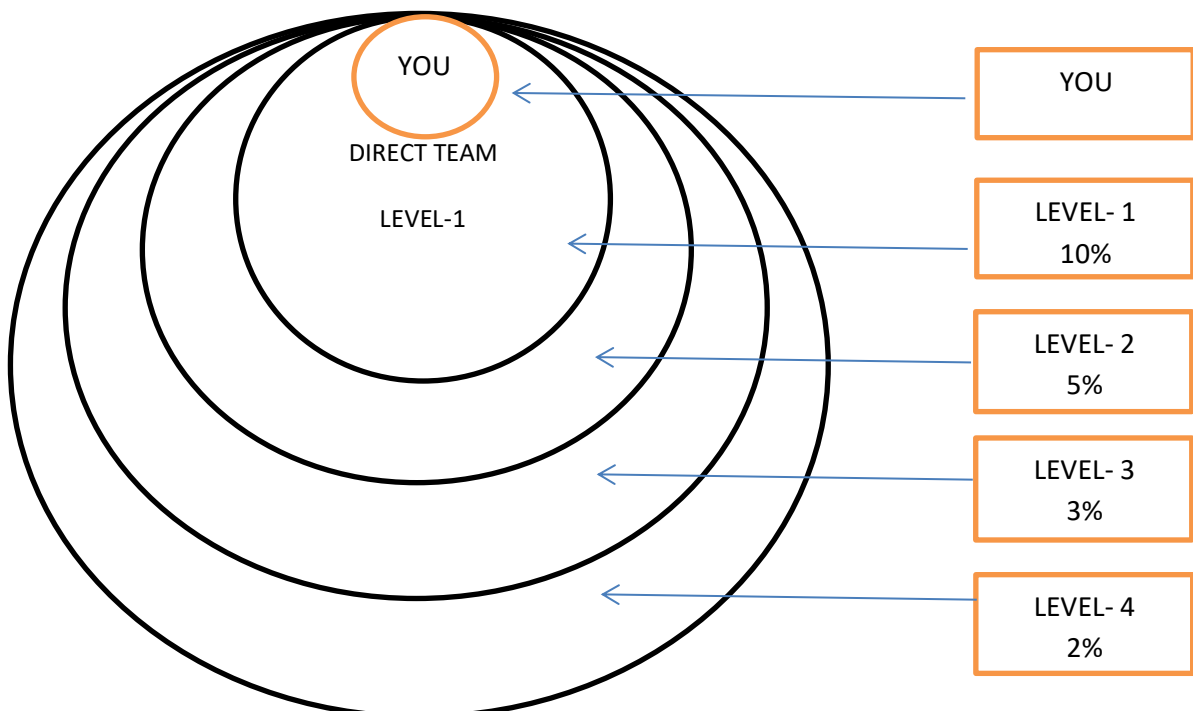 YOU
DIRECT TEAM
LEVEL-1
YOU
LEVEL- 1
10%
LEVEL- 2
5%
LEVEL- 3
3%
LEVEL- 4
2%